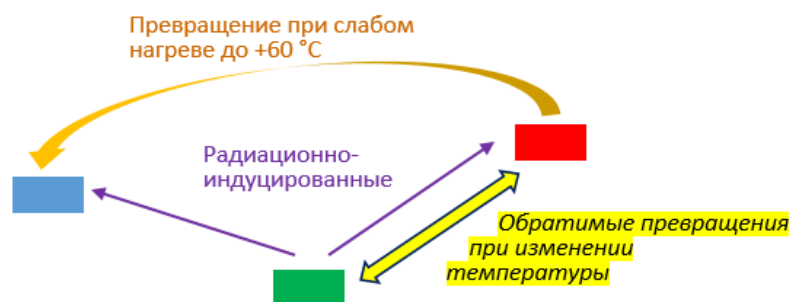 Превращение при слабом
нагреве до +60 °C
Радиационно-
индуцированные
Обратимые превращения
при изменении
температуры